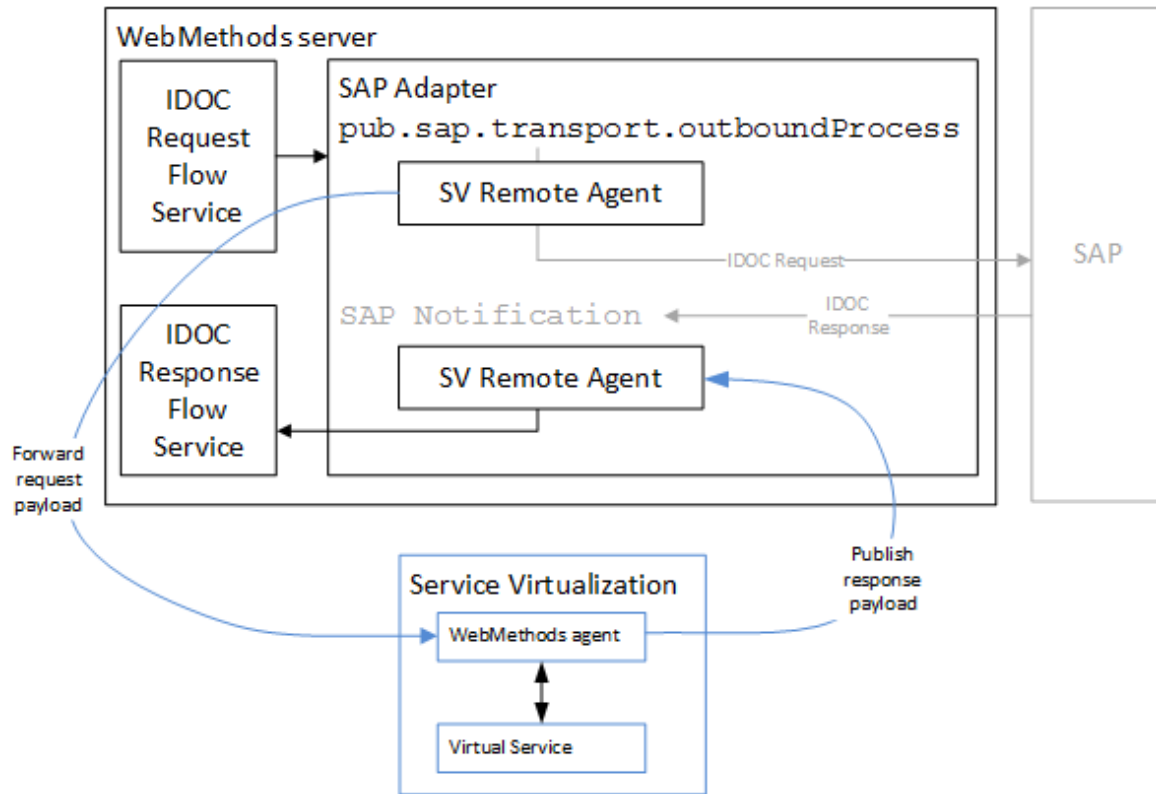 WebMethods server
IDOC
Request
Flow
Service
SAP Adapter
pub.sap.transport.outboundProcess
SV Remote Agent
IDOC Request
SAP
SAP Notification
IDOC
Response
SV Remote Agent
IDOC
Response
Flow
Service
Forward
request
payload
Publish
response
payload
Service Virtualization
WebMethods agent
Virtual Service